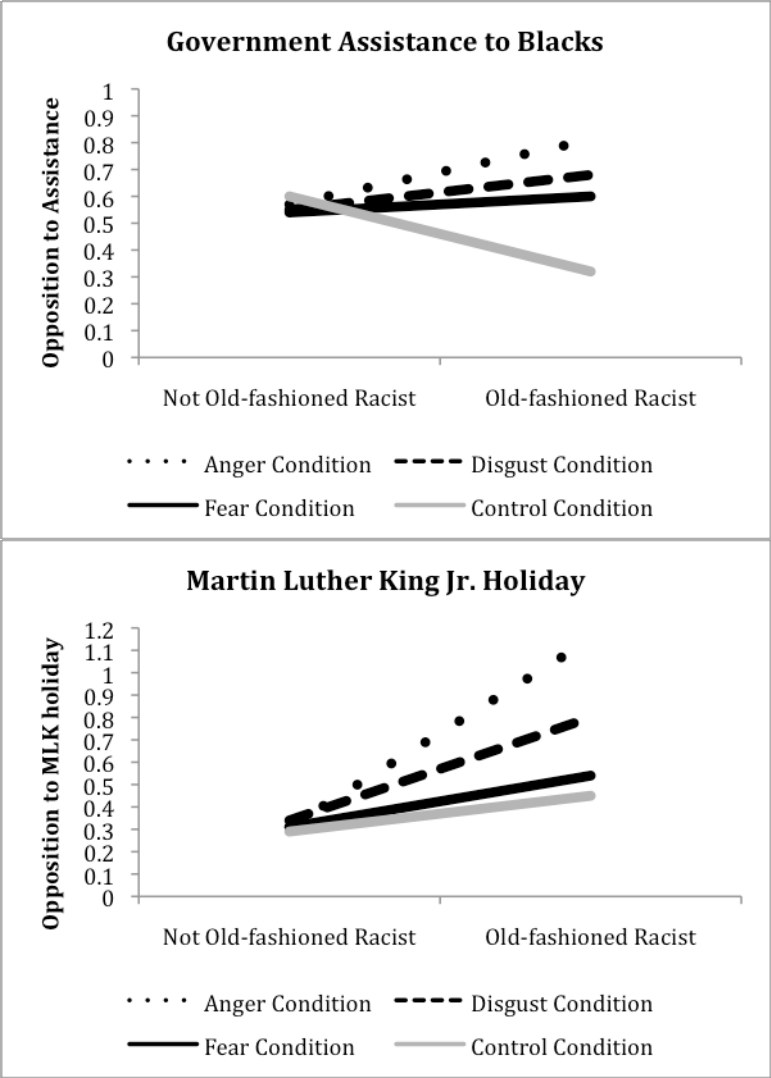 Government Assistance to Blacks
Opposition to Assistance
1
0.9
0.8
0.7
0.6
0.5
0.4
0.3
0.2
0.1
0
Not Old-fashioned Racist Old-fashioned Racist
Anger Condition Disgust Condition
Fear Condition Control Condition
Martin Luther King Jr. Holiday
Opposition to MLK holiday
1.2
1.1
1
0.9
0.8
0.7
0.6
0.5
0.4
0.3
0.2
0.1
0
Not Old-fashioned Racist Old-fashioned Racist
Anger Condition Disgust Condition
Fear Condition Control Condition